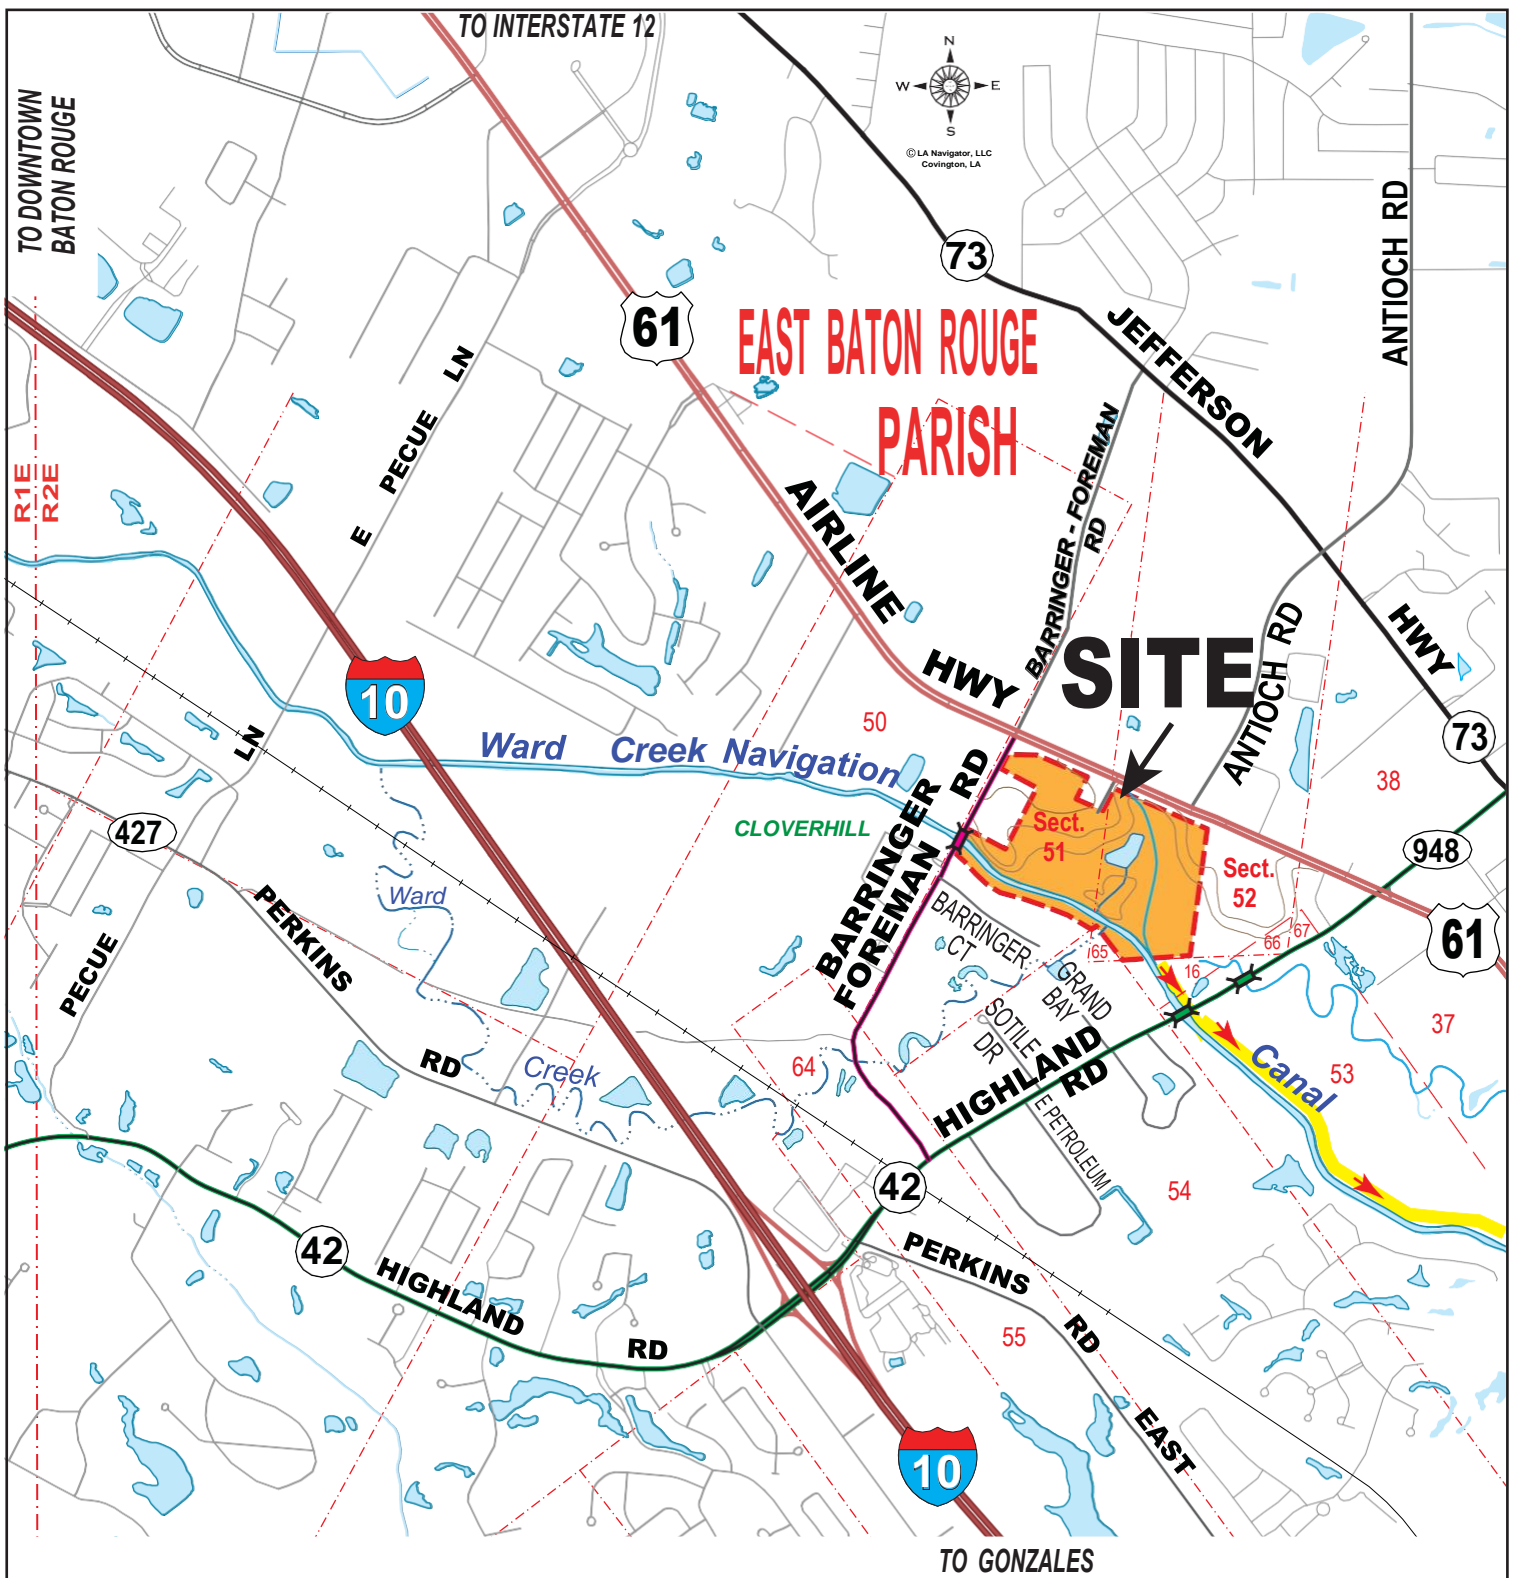 TO INTERSTATE 12
TO DOWNTOWN
BATON ROUGE
N
W
E
S
© LA Navigator, LLC
Covington, LA
73
ANTIOCH RD
61
EAST BATON ROUGE
PARISH
JEFFERSON
HWY
E PECUE LN
R1E
R2E
AIRLINE
HWY
BARRINGER - FOREMAN
RD
SITE
ANTIOCH RD
10
50
73
38
Ward Creek Navigation
LN
CLOVERHILL
BARRINGER
FOREMAN
RD
Sect.
51
Sect.
52
427
948
61
Ward
PERKINS
PECUE
BARRINGER
CT
GRAND
BAY
65
66
67
16
SOTILE
DR
37
RD
Creek
64
HIGHLAND
RD
Canal
53
E PETROLEUM
42
54
42
HIGHLAND
RD
PERKINS
RD
EAST
55
10
TO GONZALES